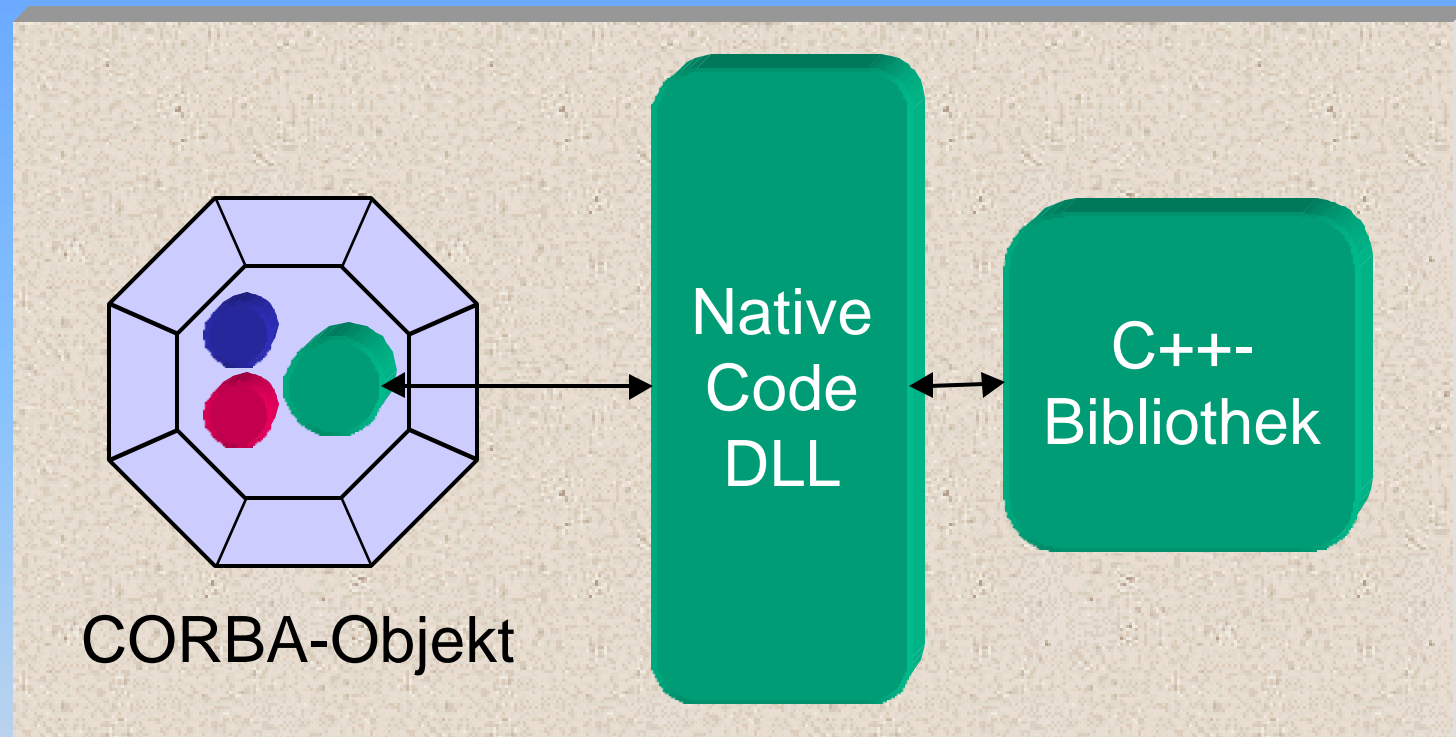 CORBA-Objekt
Native
Code
DLL
C++-
Bibliothek